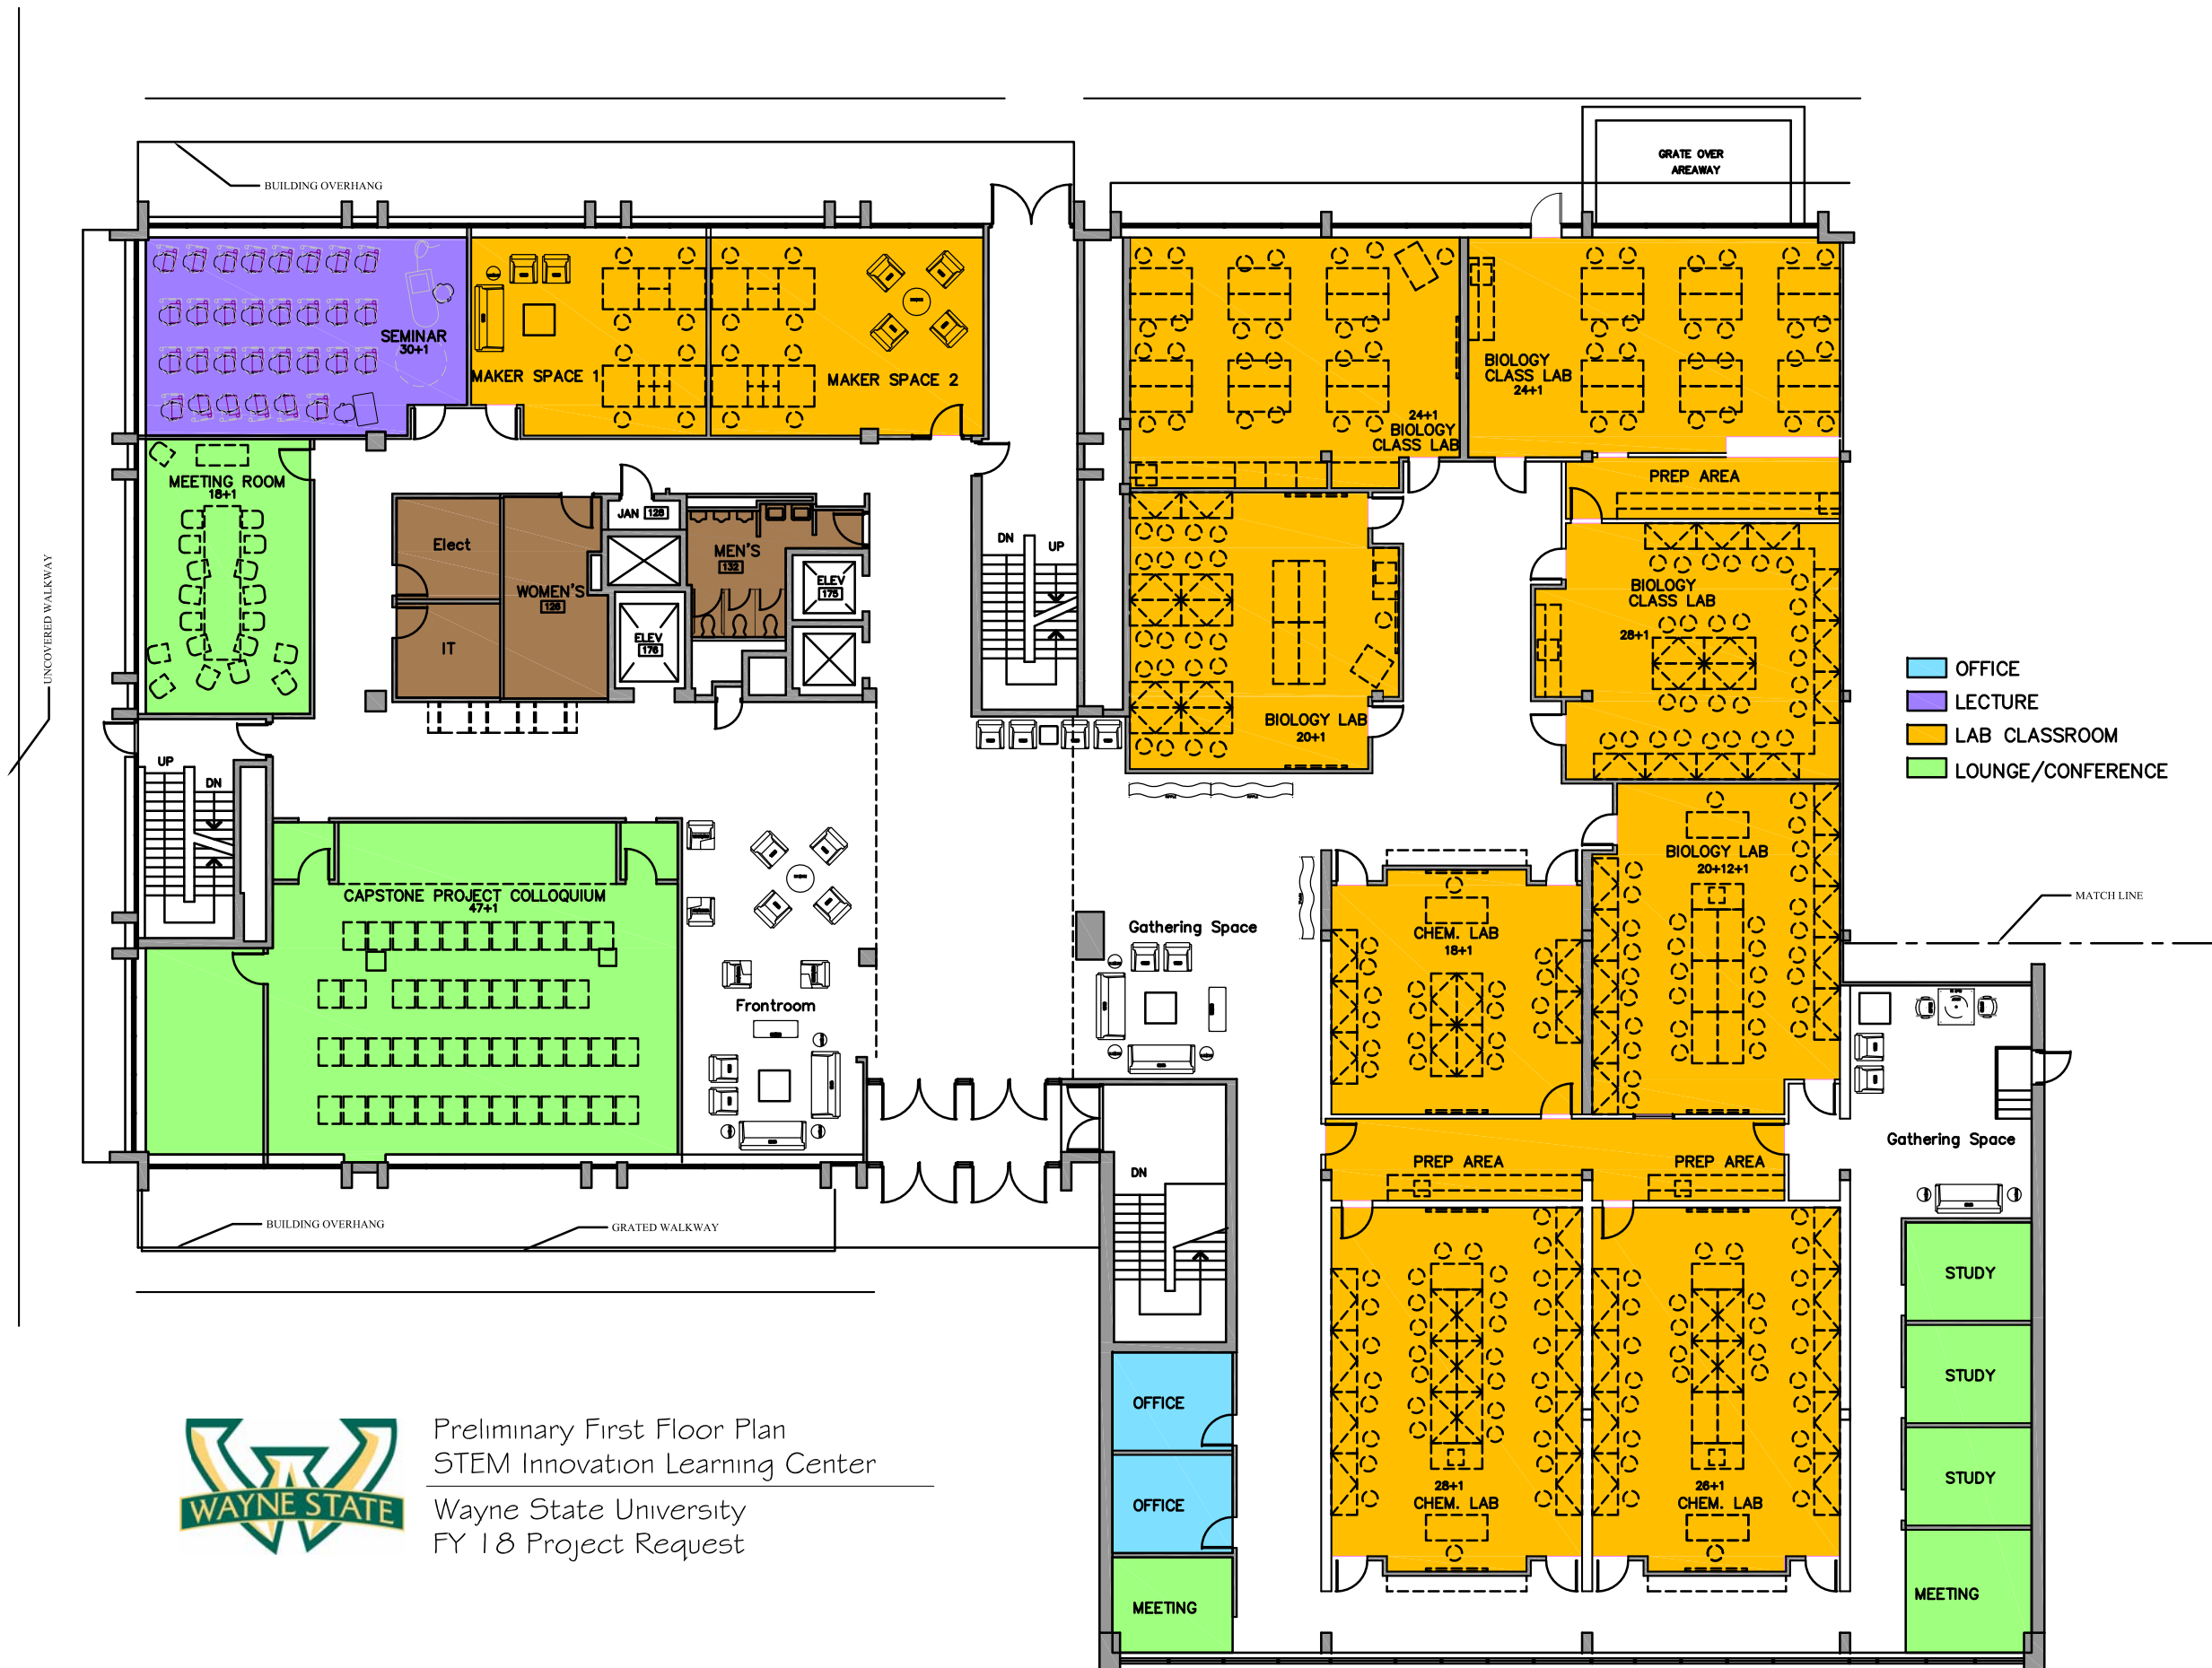 GRATE OVER
AREAWAY
BUILDING OVERHANG
UNCOVERED WALKWAY
SEMINAR
30+1
MAKER SPACE 1
MAKER SPACE 2
24+1
BIOLOGY
CLASS LAB
BIOLOGY
CLASS LAB
24+1
PREP AREA
MEETING ROOM
18+1
Elect
IT
WOMEN'S
126
JAN 128
MEN'S
132
ELEV
175
ELEV
176
DN
UP
BIOLOGY LAB
20+1
BIOLOGY
CLASS LAB
28+1
OFFICE
LECTURE
LAB CLASSROOM
LOUNGE/CONFERENCE
UP
DN
CAPSTONE PROJECT COLLOQUIUM
47+1
Frontroom
Gathering Space
CHEM. LAB
18+1
BIOLOGY LAB
20+12+1
MATCH LINE
Gathering Space
PREP AREA
PREP AREA
DN
BUILDING OVERHANG
GRATED WALKWAY
STUDY
STUDY
STUDY
MEETING
OFFICE
OFFICE
MEETING
28+1
CHEM. LAB
26+1
CHEM. LAB
WAYNE STATE
Preliminary First Floor Plan
STEM Innovation Learning Center
Wayne State University
FY 18 Project Request